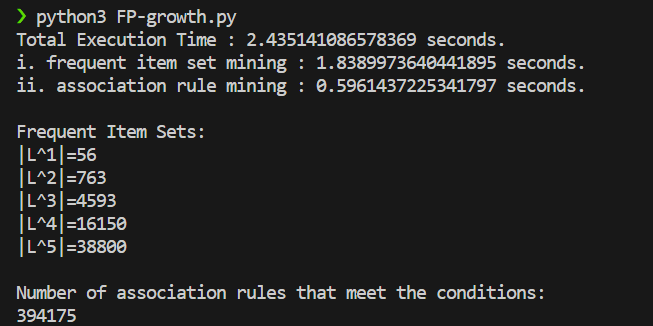 ❯ python3 FP-growth.py
Total Execution Time : 2.435141086578369 seconds.
i. frequent item set mining : 1.8389973640441895 seconds.
ii. association rule mining : 0.5961437225341797 seconds.

Frequent Item Sets:
|L^1|=56
|L^2|=763
|L^3|=4593
|L^4|=16150
|L^5|=38800

Number of association rules that meet the conditions:
394175